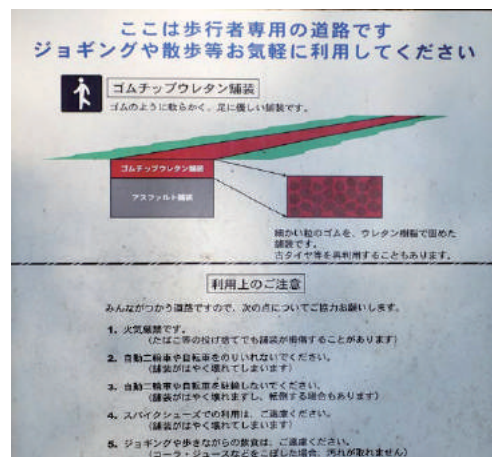 ここは歩行者専用の道路です
ジョギングや散歩等お気軽に利用してください
ゴムチップウレタン舗装
ゴムのように軟らかく、足に優しい舗装です。
ゴムチップウレタン舗装
アスファルト舗装
細かい粒のゴムを、ウレタン樹脂で固めた
舗装です。
古タイヤ等を再利用することもあります。
利用上のご注意
みんながつかう道路ですので、次の点についてご協力お願いします。
1. 火気厳禁です。
(たばこ等の投げ捨てでも舗装が損傷することがあります)
2. 自動二輪車や自転車をのりいれないでください。
(舗装がはやく壊れてしまいます)
3. 自動二輪車や自転車を駐輪しないでください。
(舗装がはやく壊れますし、転倒する場合もあります)
4. スパイクシューズでの利用は、ご遠慮ください。
(舗装がはやく壊れてしまいます)
5. ジョギングや歩きながらの飲食は、ご遠慮ください。
(コーラ・ジュースなどをこぼした場合、汚れが取れません)